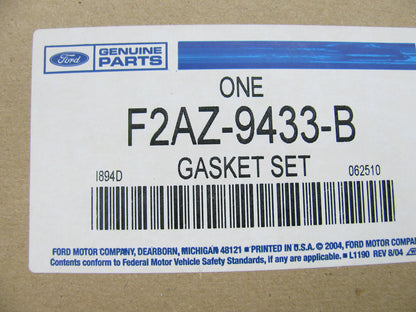 Ford
GENUINE
PARTS
ONE
F2AZ-9433-B
I894D GASKET SET 062510
FORD MOTOR COMPANY, DEARBORN, MICHIGAN 48121 ■ PRINTED IN U.S.A. © 2004, FORD MOTOR COMPAN
Contents conform to Federal Motor Vehicle Safety Standards, if any are applicable. ■ L1190 REV 8/04